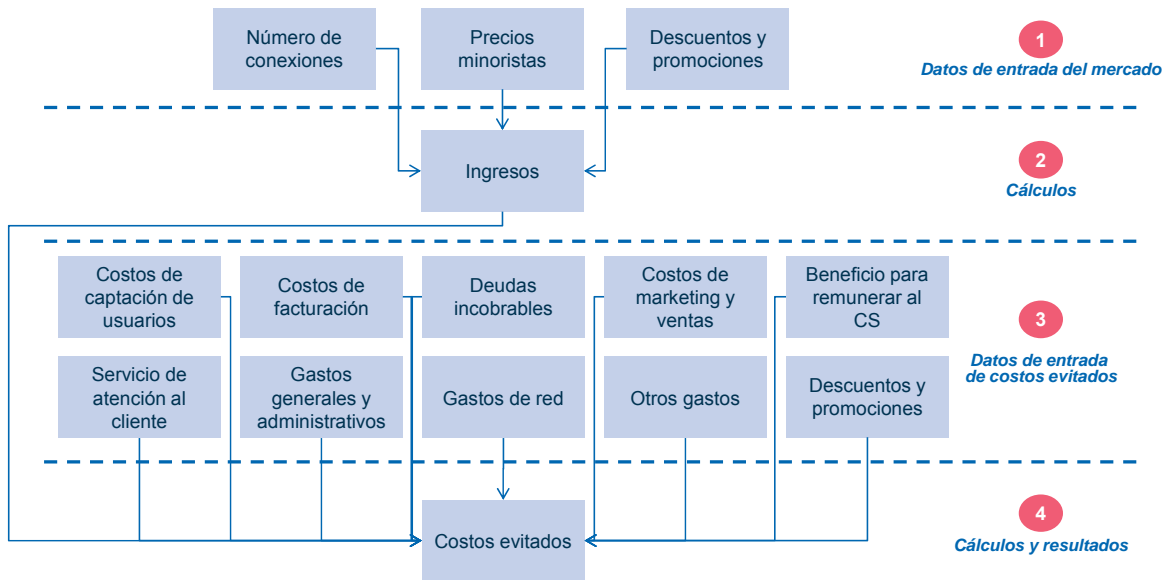 Número de
conexiones
Precios
minoristas
Descuentos y
promociones
1
Datos de entrada del mercado
Ingresos
2
Cálculos
Costos de
captación de
usuarios
Costos de
facturación
Deudas
incobrables
Costos de
marketing y
ventas
Beneficio para
remunerar al
CS
3
Datos de entrada
de costos evitados
Servicio de
atención al
cliente
Gastos
generales y
administrativos
Gastos de red
Otros gastos
Descuentos y
promociones
Costos evitados
4
Cálculos y resultados